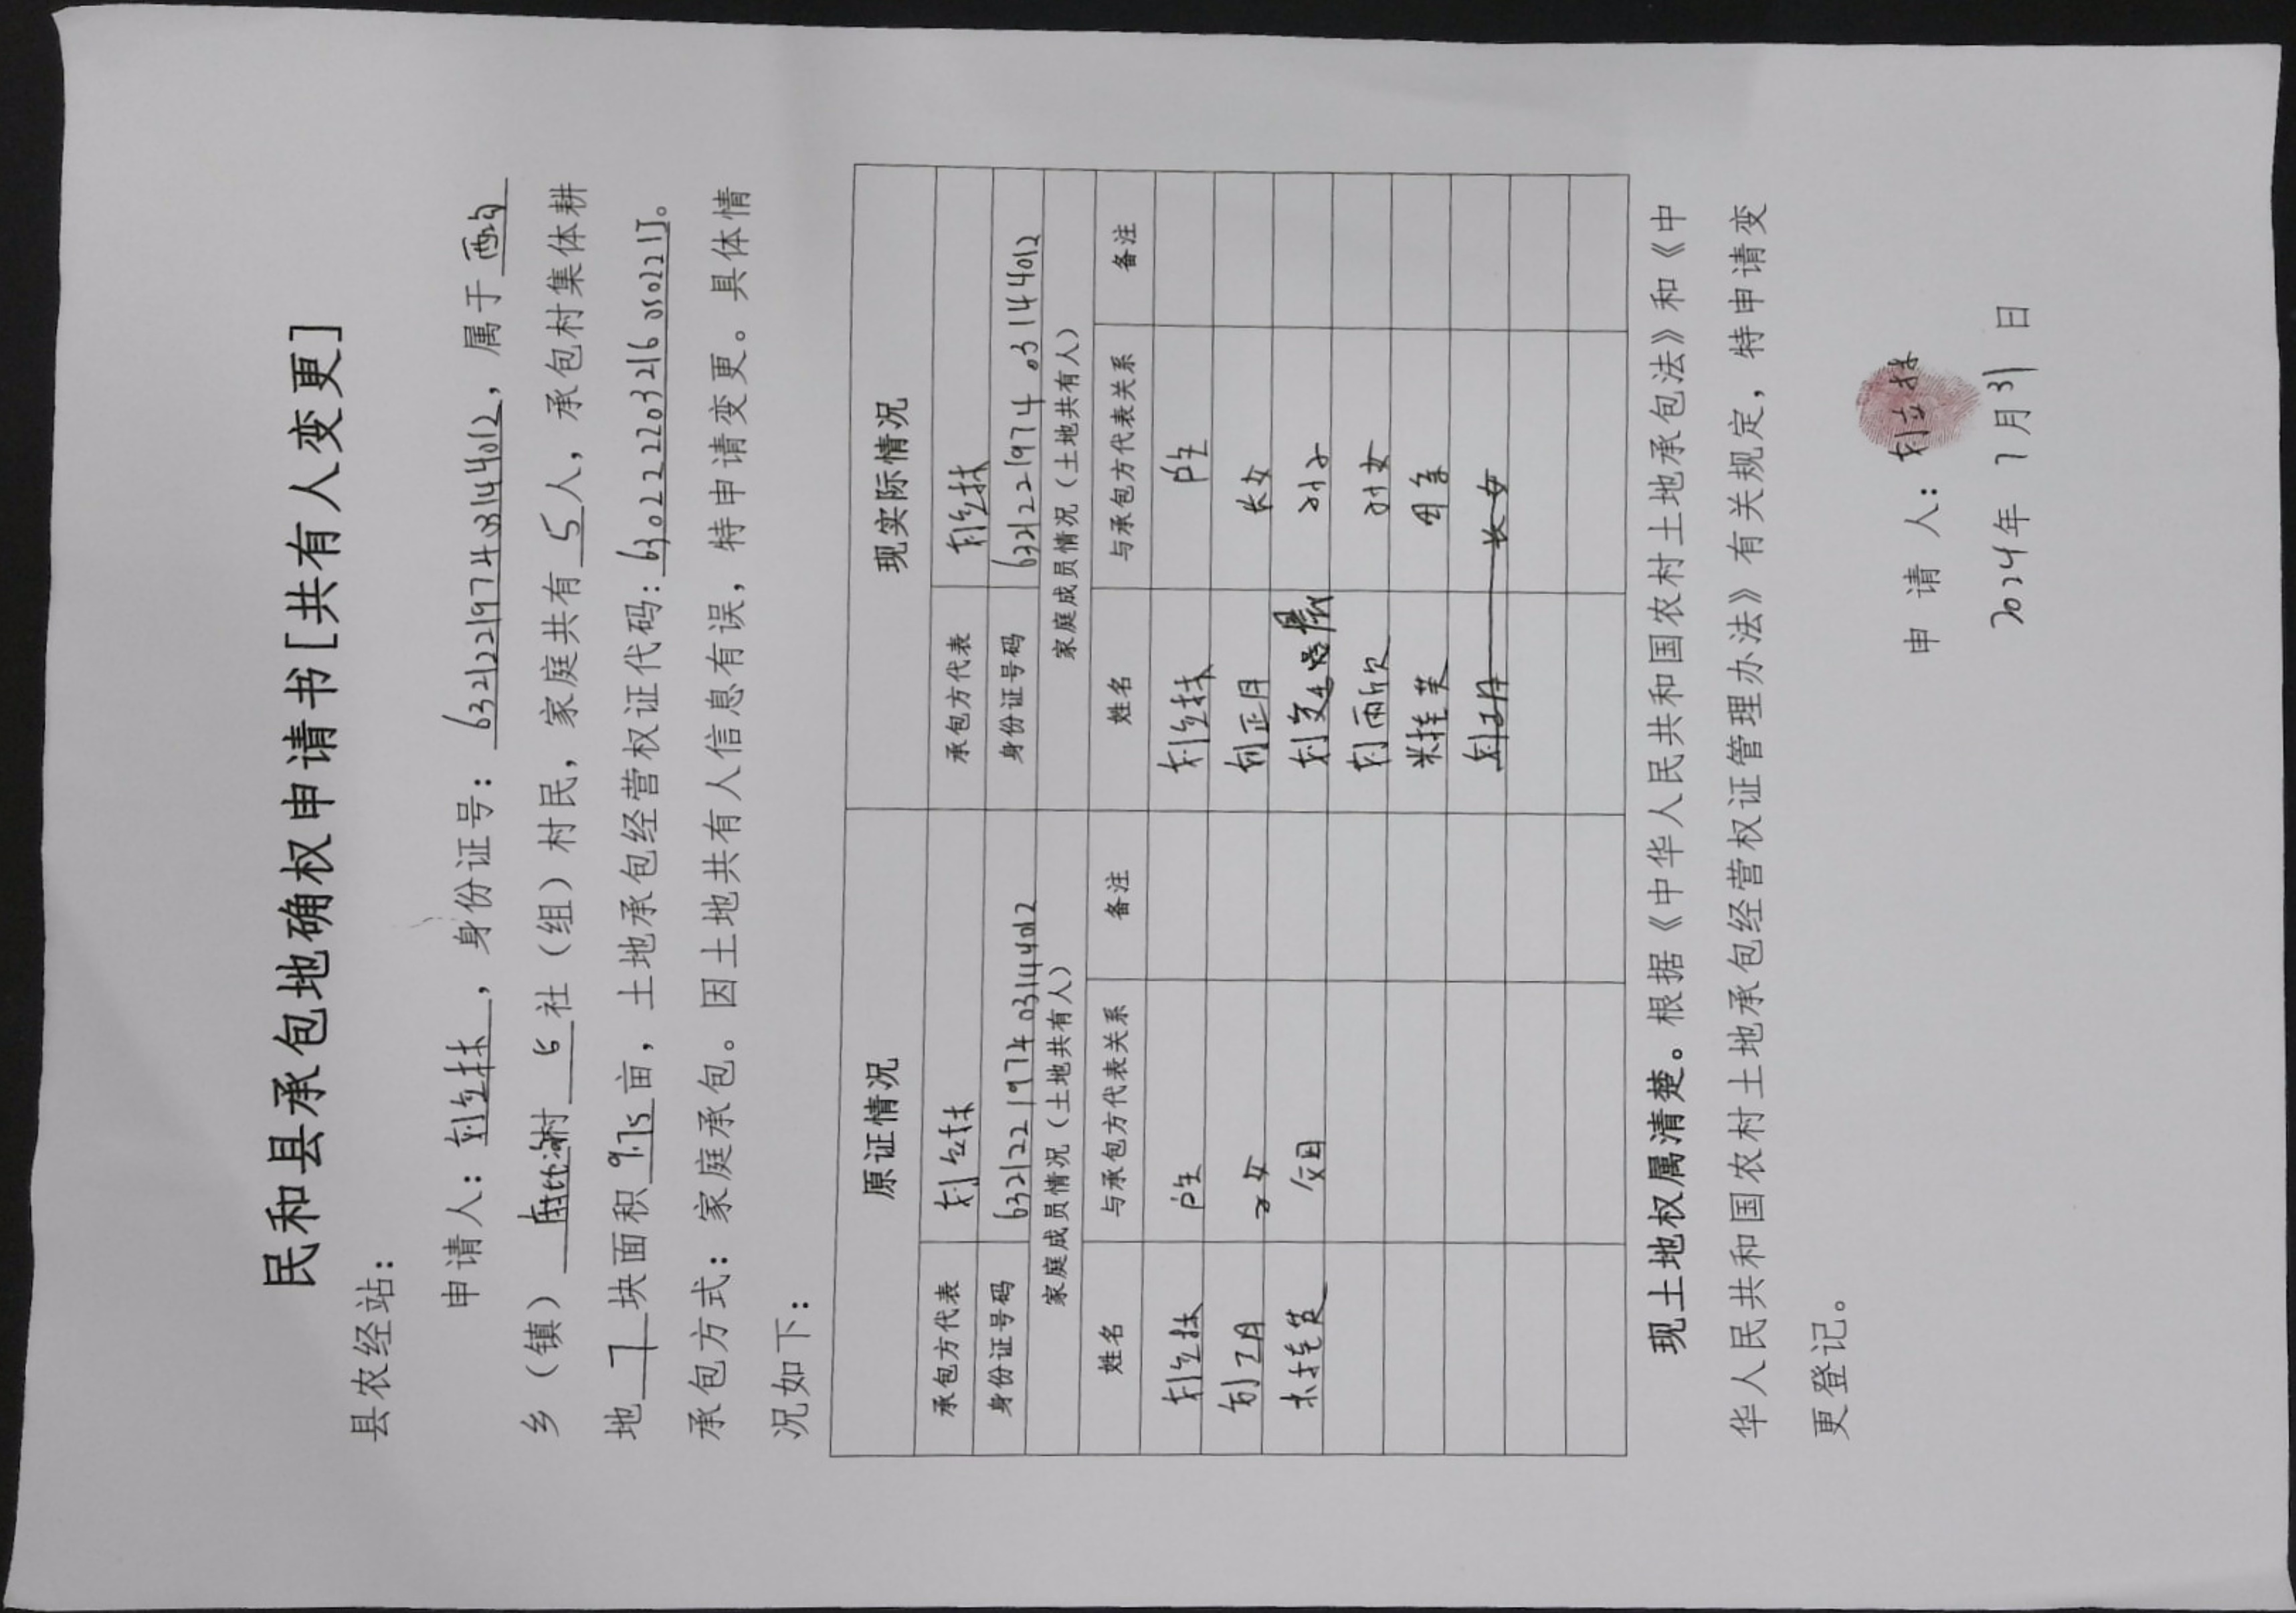 民和县承包地确权申请书[共有人变更]
县农经站：
申请人：刘立林，身份证号：632122197403144012，属于西沟
乡（镇） 村 5 社（组）村民，家庭共有 5 人，承包村集体耕
地 7 块面积 9.75 亩，土地承包经营权证代码：630222203216050221J。
承包方式：家庭承包。因土地共有人信息有误，特申请变更。具体情
况如下：
原证情况 现实际情况
承包方代表 刘立林 承包方代表 刘立林
身份证号码 632122197403144012 身份证号码 632122197403144012
家庭成员情况（土地共有人） 家庭成员情况（土地共有人）
姓名 与承包方代表关系 备注 姓名 与承包方代表关系 备注
刘立林 户主 刘立林 户主
刘正月 子女 刘正月 长女
桂英 父母 刘文 晨 孙子
刘雨欣 孙女
米桂英 母亲
刘正月 长女
现土地权属清楚。根据《中华人民共和国农村土地承包法》和《中
华人民共和国农村土地承包经营权证管理办法》有关规定，特申请变
更登记。
申 请 人：刘立林
2024年 7月31日